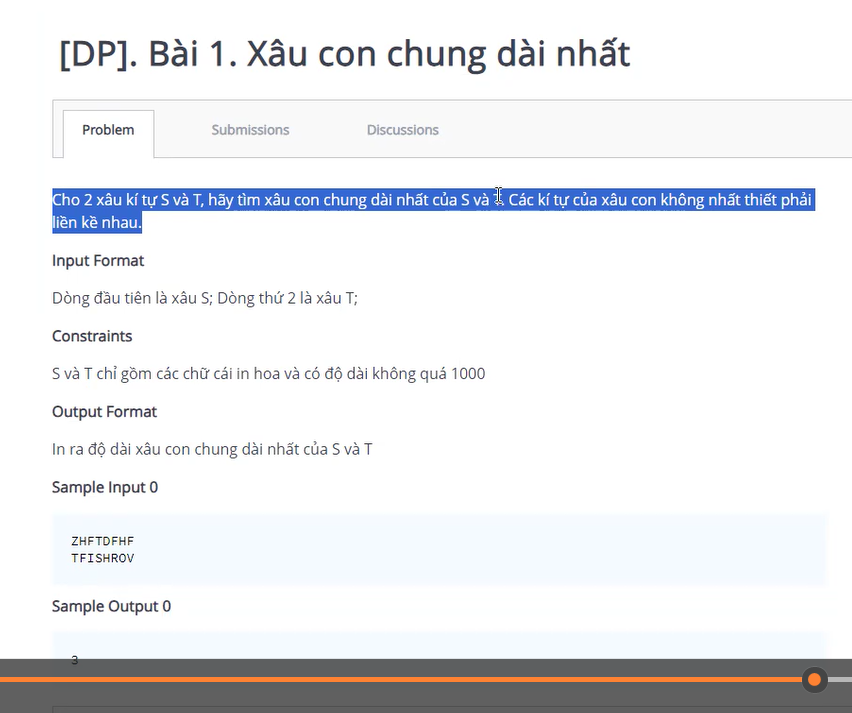 [DP]. Bài 1. Xâu con chung dài nhất
Problem
Submissions
Discussions
Cho 2 xâu kí tự S và T, hãy tìm xâu con chung dài nhất của S và T. Các kí tự của xâu con không nhất thiết phải
liền kề nhau.
Input Format
Dòng đầu tiên là xâu S; Dòng thứ 2 là xâu T;
Constraints
S và T chỉ gồm các chữ cái in hoa và có độ dài không quá 1000
Output Format
In ra độ dài xâu con chung dài nhất của S và T
Sample Input 0
ZHFTDFHF
TFISHROV
Sample Output 0
3